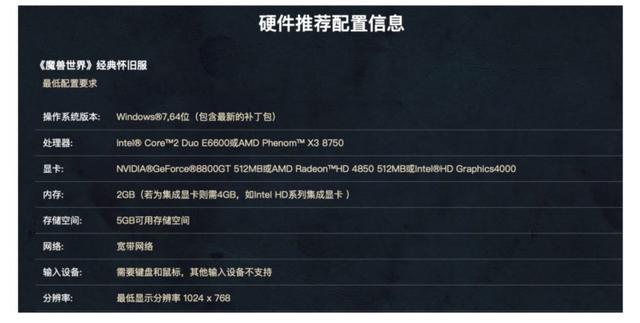 硬件推荐配置信息
《魔兽世界》经典怀旧服
最低配置要求
操作系统版本: Windows®7,64位（包含最新的补丁包）
处理器: Intel® Core™2 Duo E6600或AMD Phenom™ X3 8750
显卡: NVIDIA®GeForce®8800GT 512MB或AMD Radeon™HD 4850 512MB或Intel®HD Graphics4000
内存: 2GB（若为集成显卡则需4GB，如Intel HD系列集成显卡 ）
存储空间: 5GB可用存储空间
网络: 宽带网络
输入设备: 需要键盘和鼠标，其他输入设备不支持
分辨率: 最低显示分辨率 1024 x 768